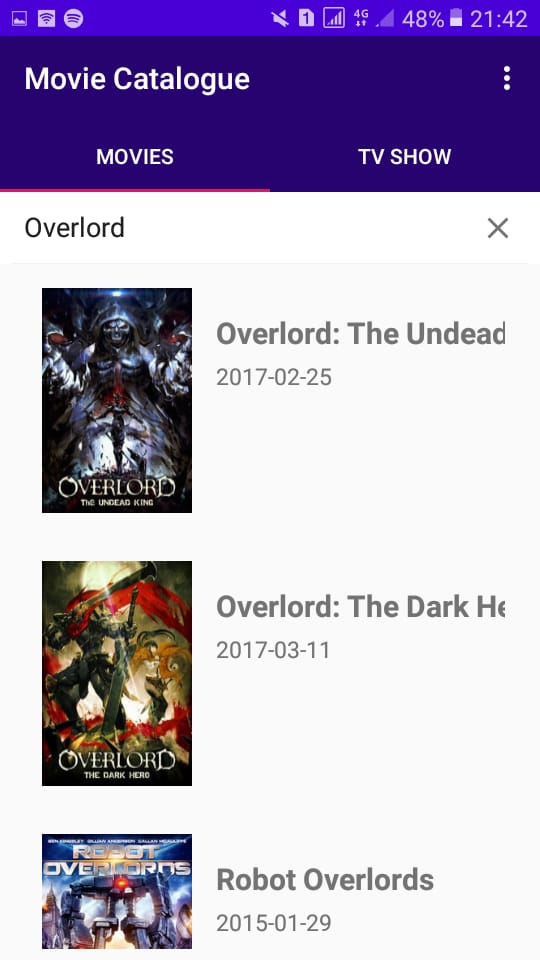 1 4G 48% 21:42
Movie Catalogue
MOVIES TV SHOW
Overlord
OVERLORD
THE UNDEAD KING
Overlord: The Undead
2017-02-25
OVERLORD
THE DARK HERO
Overlord: The Dark He
2017-03-11
BEN KINGSLEY GILLIAN ANDERSON CALLAN MCAULIFFE
ROBOT
OVERLORDS
Robot Overlords
2015-01-29